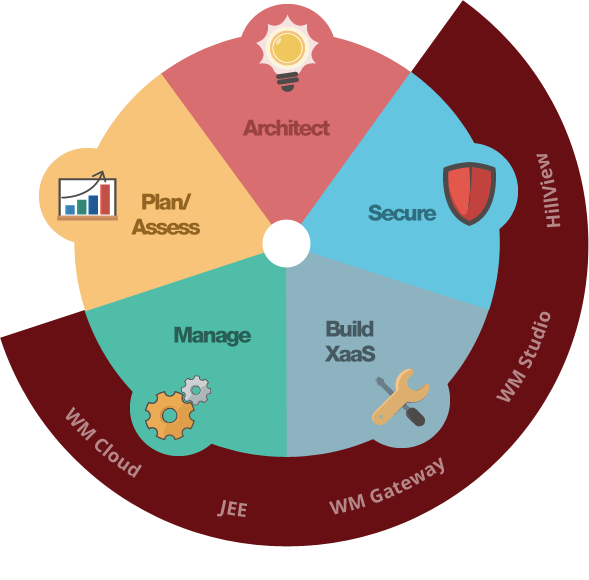 Architect
Plan/
Assess
Secure
Manage
Build
XaaS
HillView
WM Studio
WM Gateway
JEE
WM Cloud